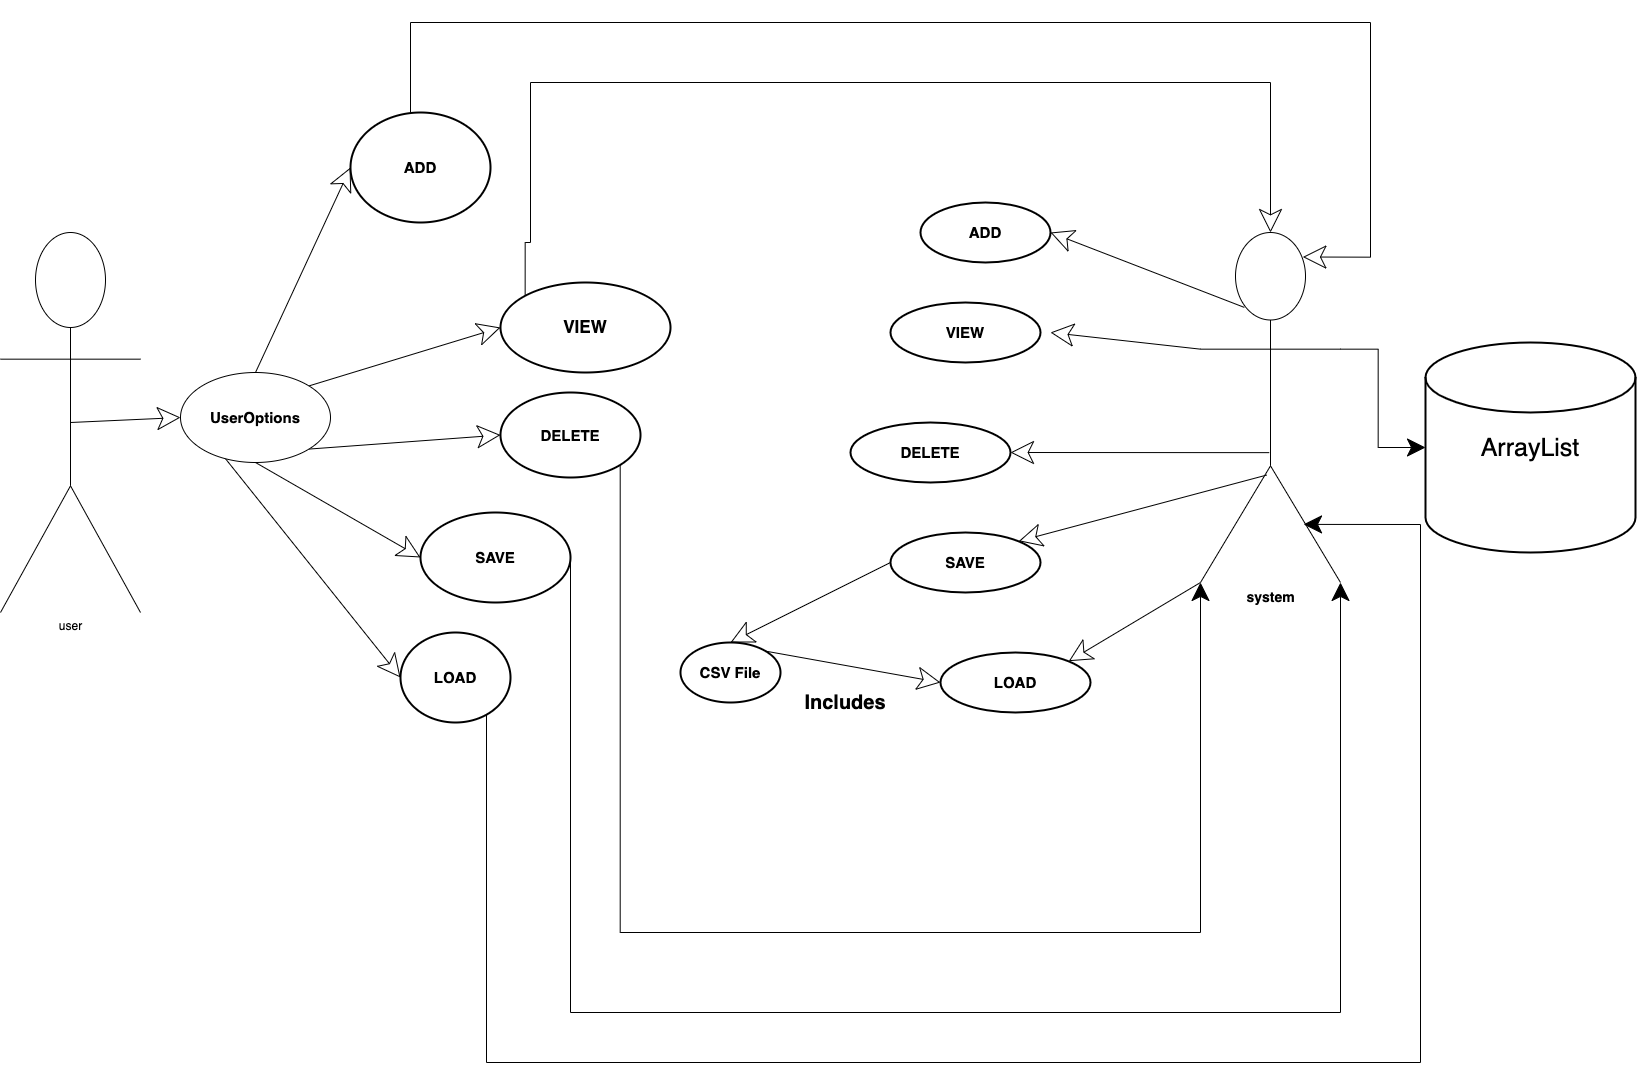 ADD
ADD
VIEW
VIEW
UserOptions
DELETE
DELETE
ArrayList
SAVE
SAVE
system
user
LOAD
CSV File
LOAD
Includes